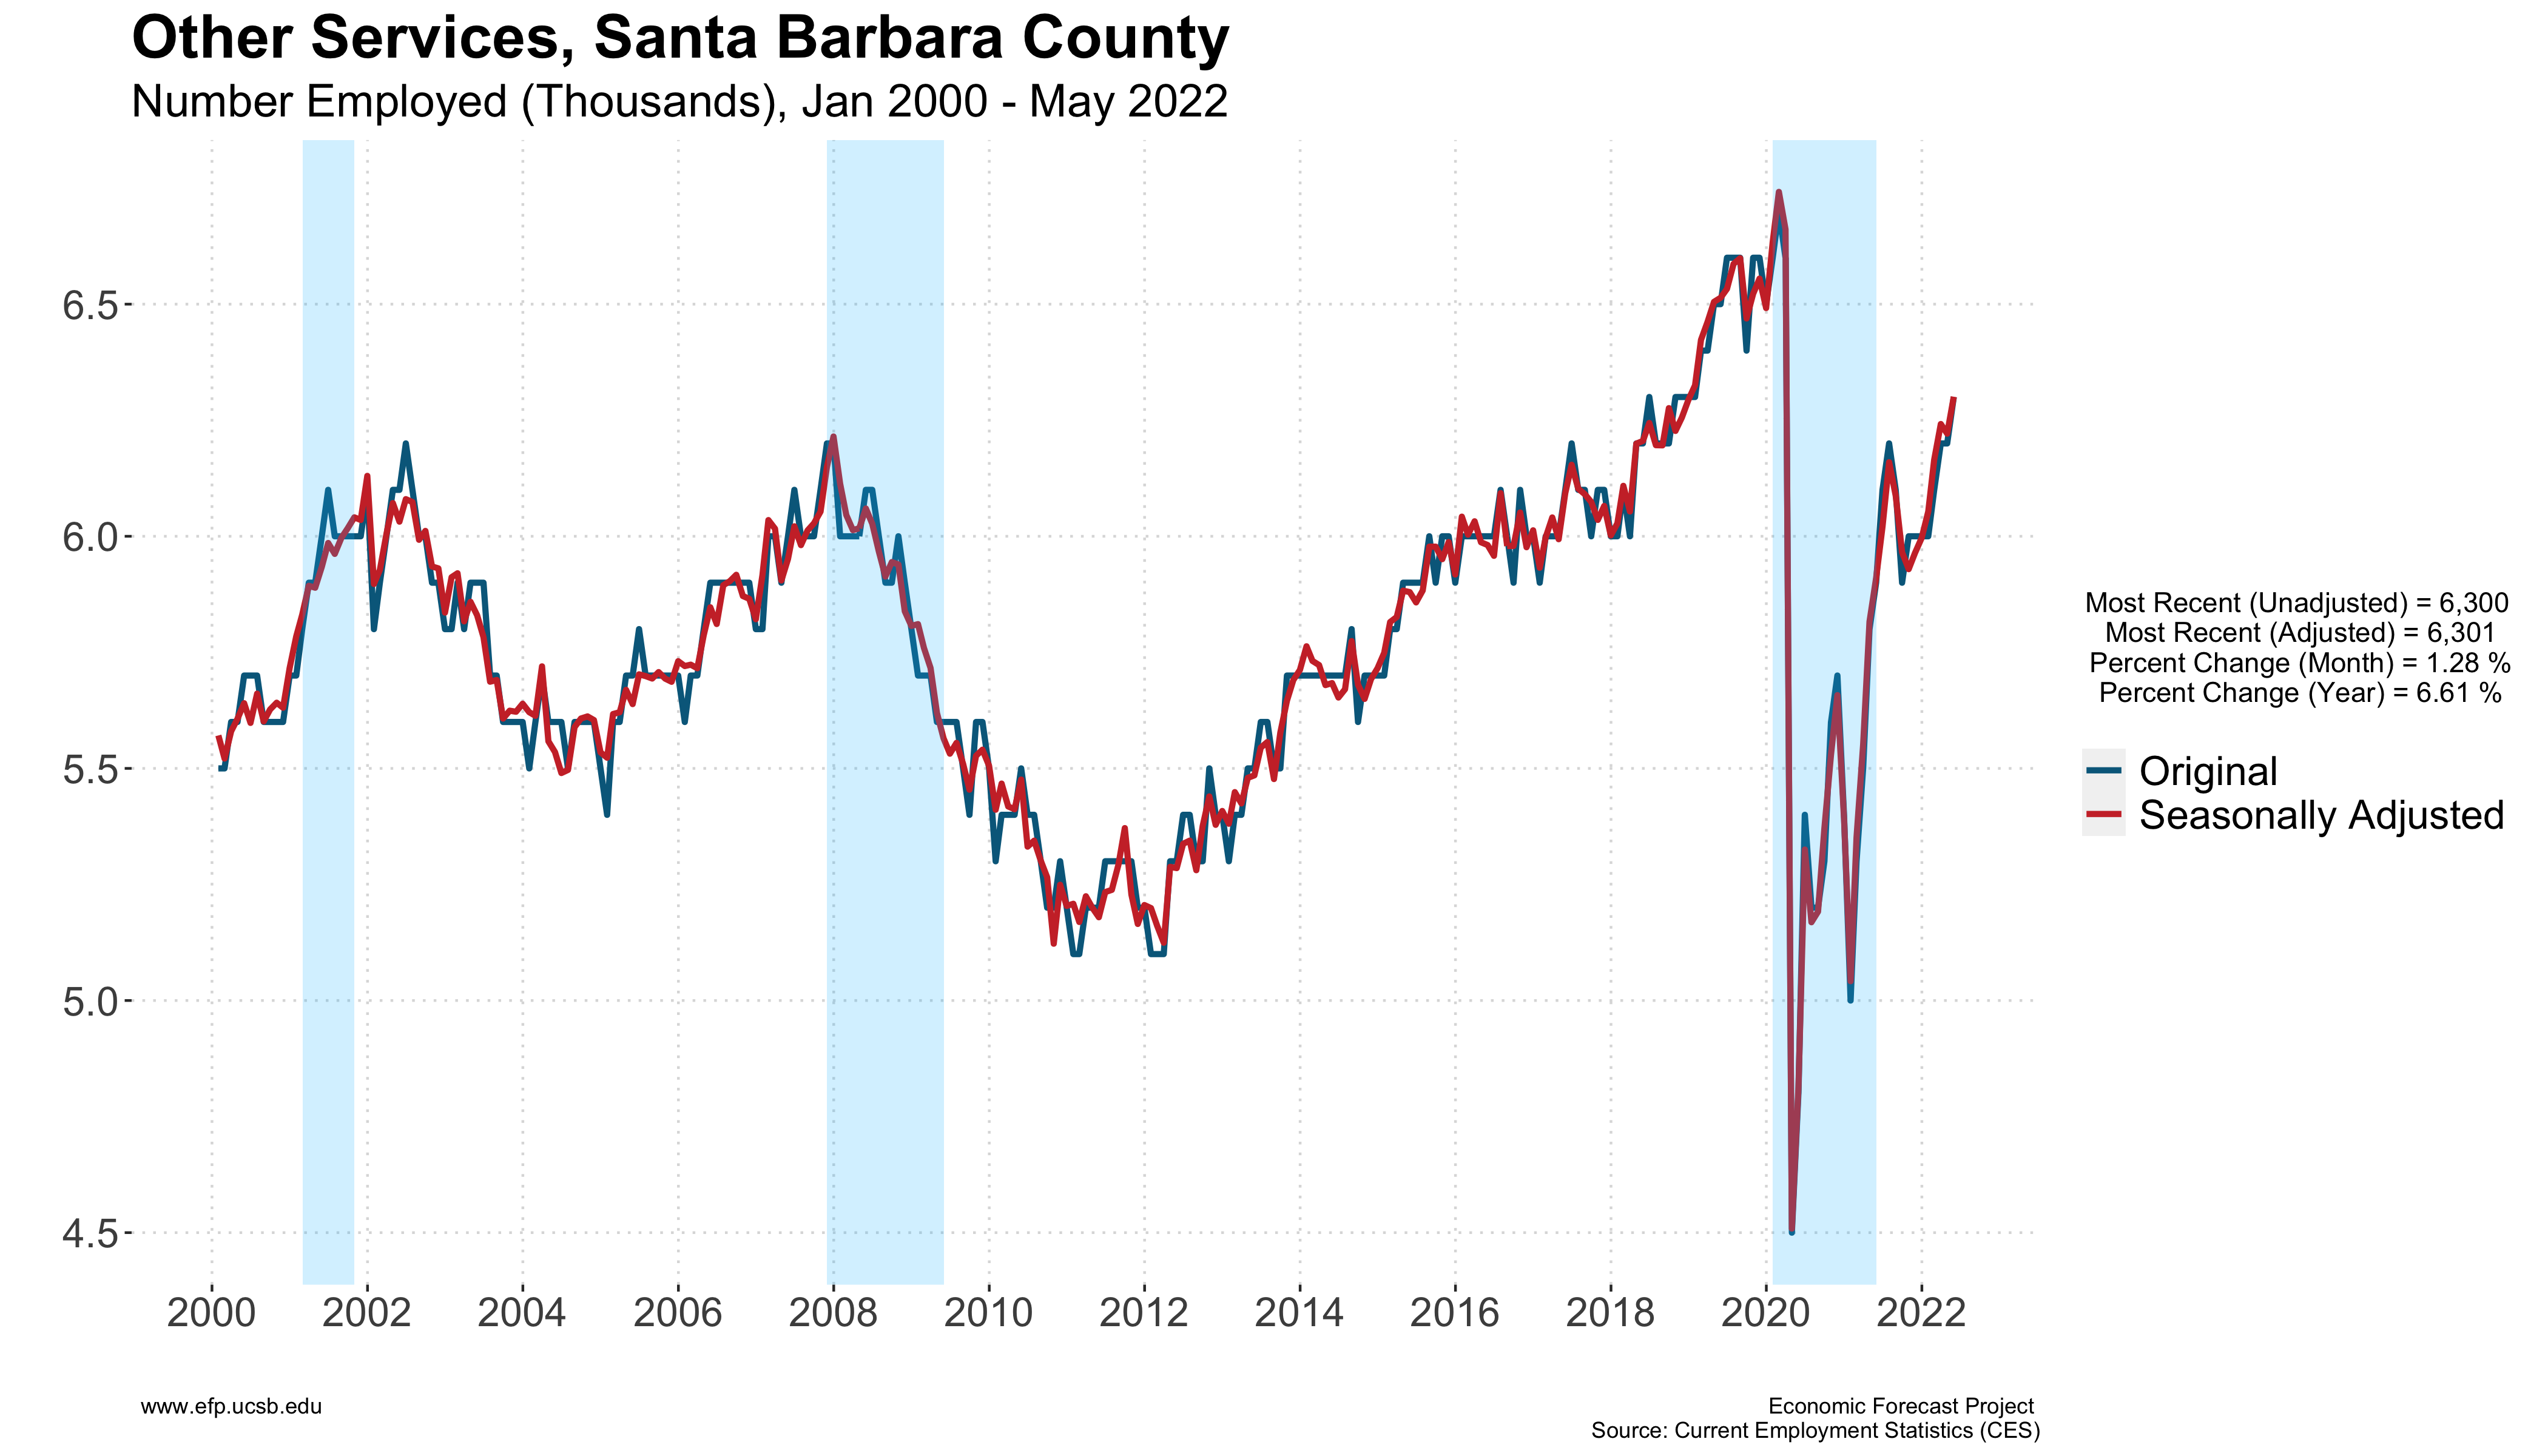 Other Services, Santa Barbara County
Number Employed (Thousands), Jan 2000 - May 2022
6.5
6.0
5.5
5.0
4.5
2000 2002 2004 2006 2008 2010 2012 2014 2016 2018 2020 2022
Most Recent (Unadjusted) = 6,300
Most Recent (Adjusted) = 6,301
Percent Change (Month) = 1.28 %
Percent Change (Year) = 6.61 %
Original
Seasonally Adjusted
www.efp.ucsb.edu
Economic Forecast Project
Source: Current Employment Statistics (CES)